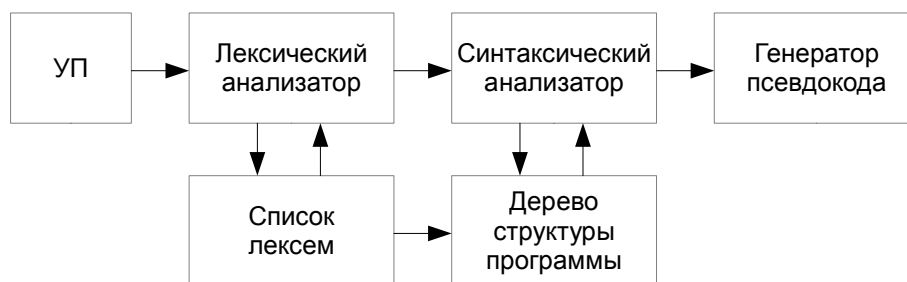 УП
Лексический
анализатор
Синтаксический
анализатор
Генератор
псевдокода
Список
лексем
Дерево
структуры
программы